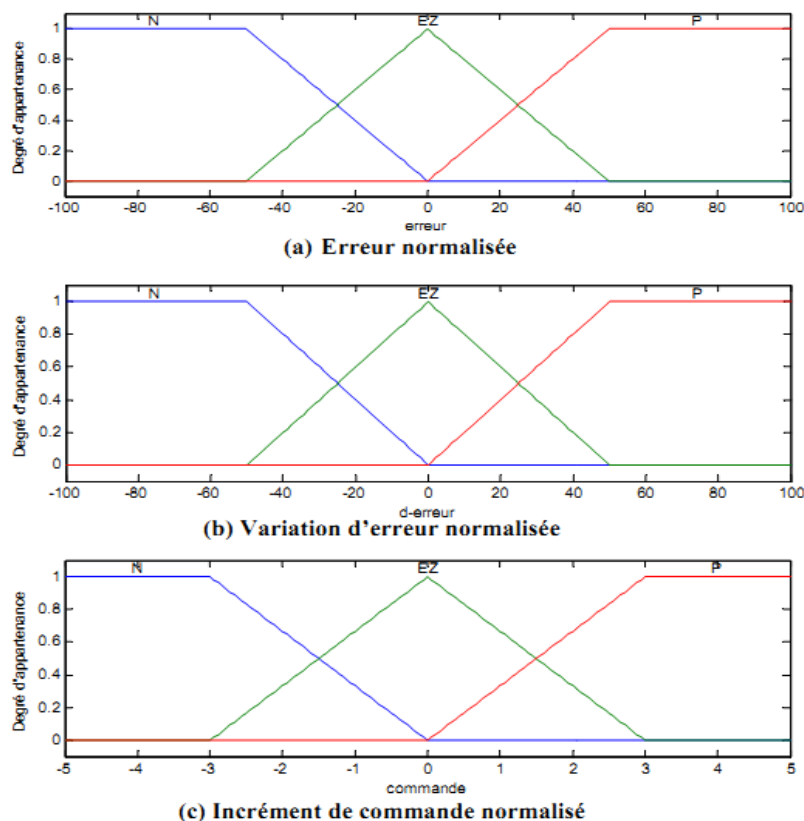 N EZ P
Degré d'appartenance
1
0.8
0.6
0.4
0.2
0
-100 -80 -60 -40 -20 0 20 40 60 80 100
erreur
(a) Erreur normalisée
N EZ P
Degré d'appartenance
1
0.8
0.6
0.4
0.2
0
-100 -80 -60 -40 -20 0 20 40 60 80 100
d-erreur
(b) Variation d'erreur normalisée
N EZ P
Degré d'appartenance
1
0.8
0.6
0.4
0.2
0
-5 -4 -3 -2 -1 0 1 2 3 4 5
commande
(c) Incrément de commande normalisé